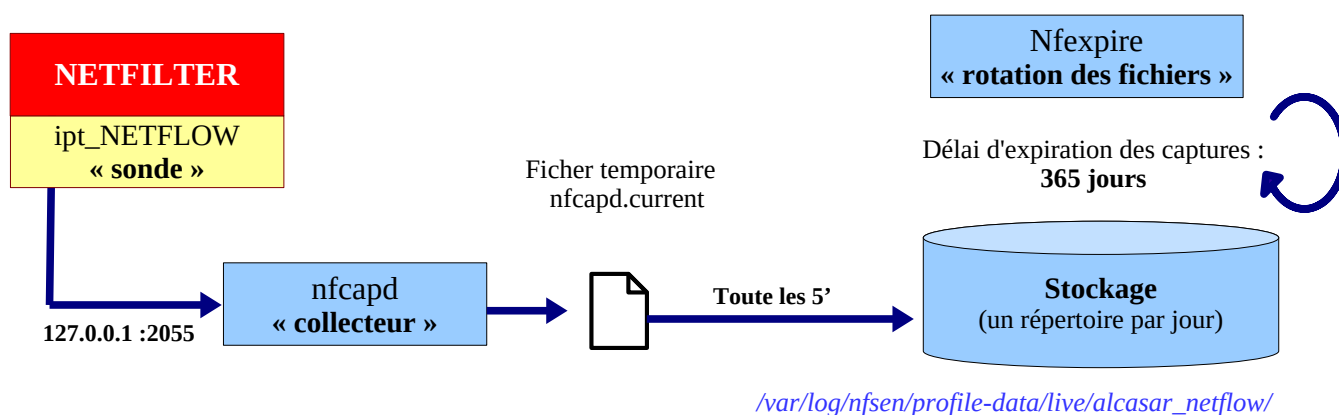 NETFILTER
ipt_NETFLOW
« sonde »
127.0.0.1 :2055
nfcapd
« collecteur »
Ficher temporaire
nfcapd.current
Toute les 5’
Nfexpire
« rotation des fichiers »
Délai d'expiration des captures :
365 jours
Stockage
(un répertoire par jour)
/var/log/nfsen/profile-data/live/alcasar_netflow/